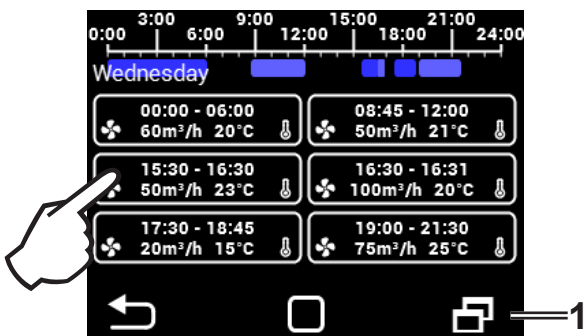 3:00 9:00 15:00 21:00
0:00 6:00 12:00 18:00 24:00
Wednesday
00:00 - 06:00
60m³/h 20°C
08:45 - 12:00
50m³/h 21°C
15:30 - 16:30
50m³/h 23°C
16:30 - 16:31
100m³/h 20°C
17:30 - 18:45
20m³/h 15°C
19:00 - 21:30
75m³/h 25°C
1